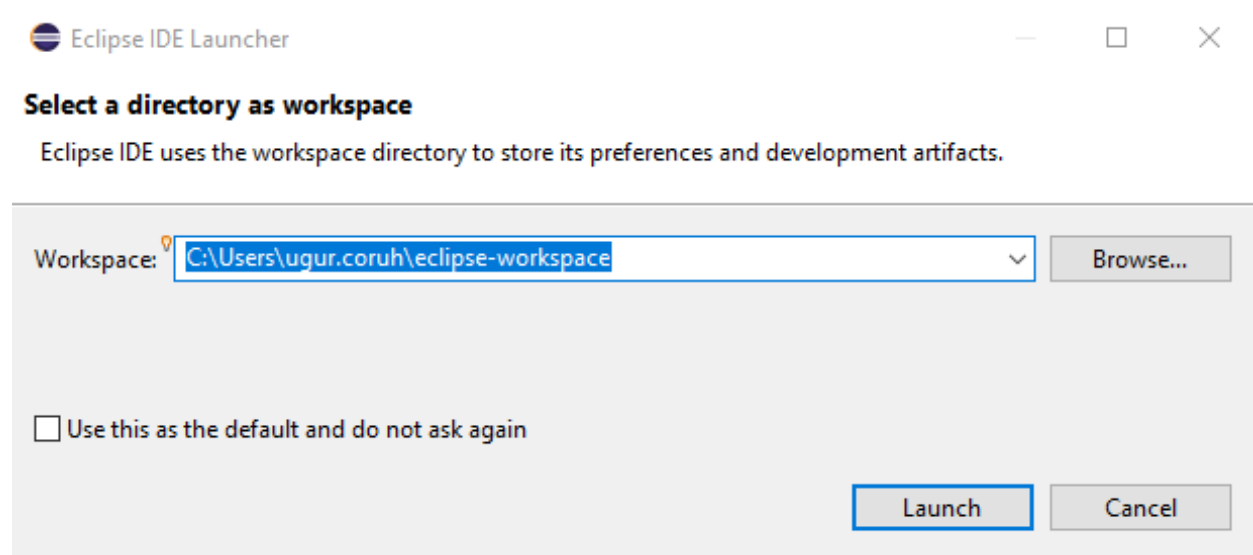 Eclipse IDE Launcher
Select a directory as workspace
Eclipse IDE uses the workspace directory to store its preferences and development artifacts.
Workspace: C:\Users\ugur.coruh\eclipse-workspace Browse...
Use this as the default and do not ask again
Launch Cancel